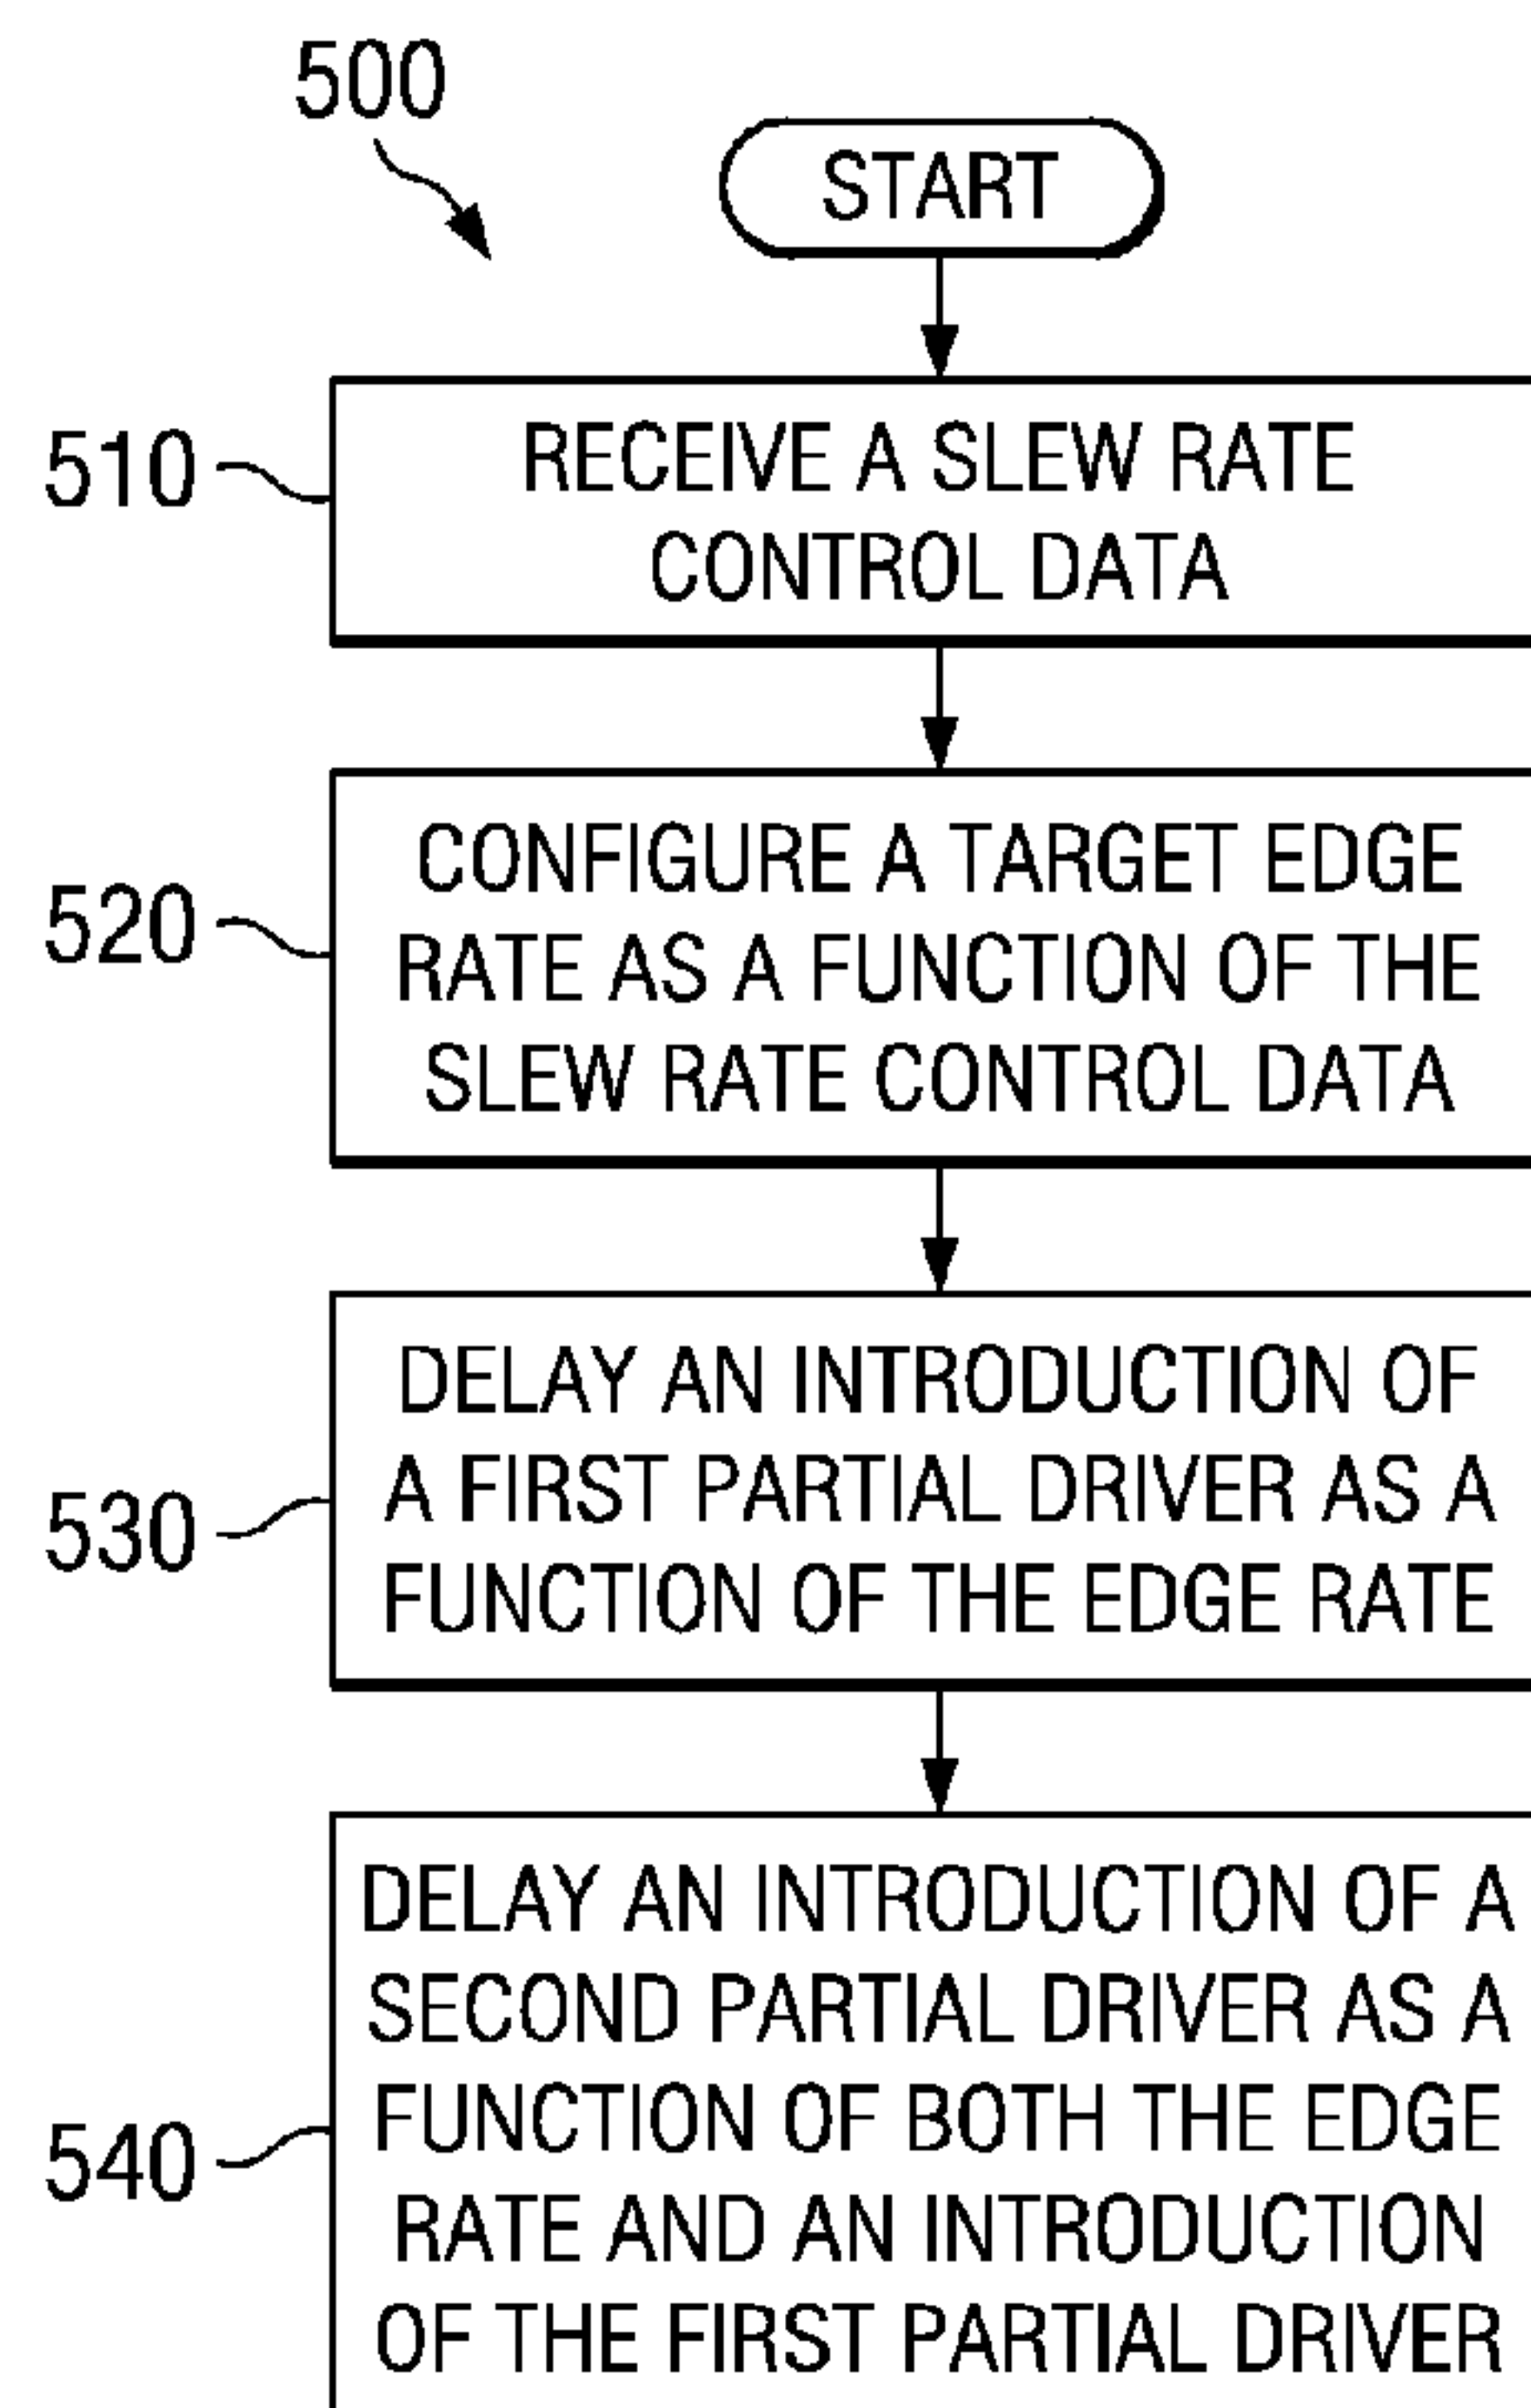 500
START
510
RECEIVE A SLEW RATE
CONTROL DATA
520
CONFIGURE A TARGET EDGE
RATE AS A FUNCTION OF THE
SLEW RATE CONTROL DATA
530
DELAY AN INTRODUCTION OF
A FIRST PARTIAL DRIVER AS A
FUNCTION OF THE EDGE RATE
540
DELAY AN INTRODUCTION OF A
SECOND PARTIAL DRIVER AS A
FUNCTION OF BOTH THE EDGE
RATE AND AN INTRODUCTION
OF THE FIRST PARTIAL DRIVER